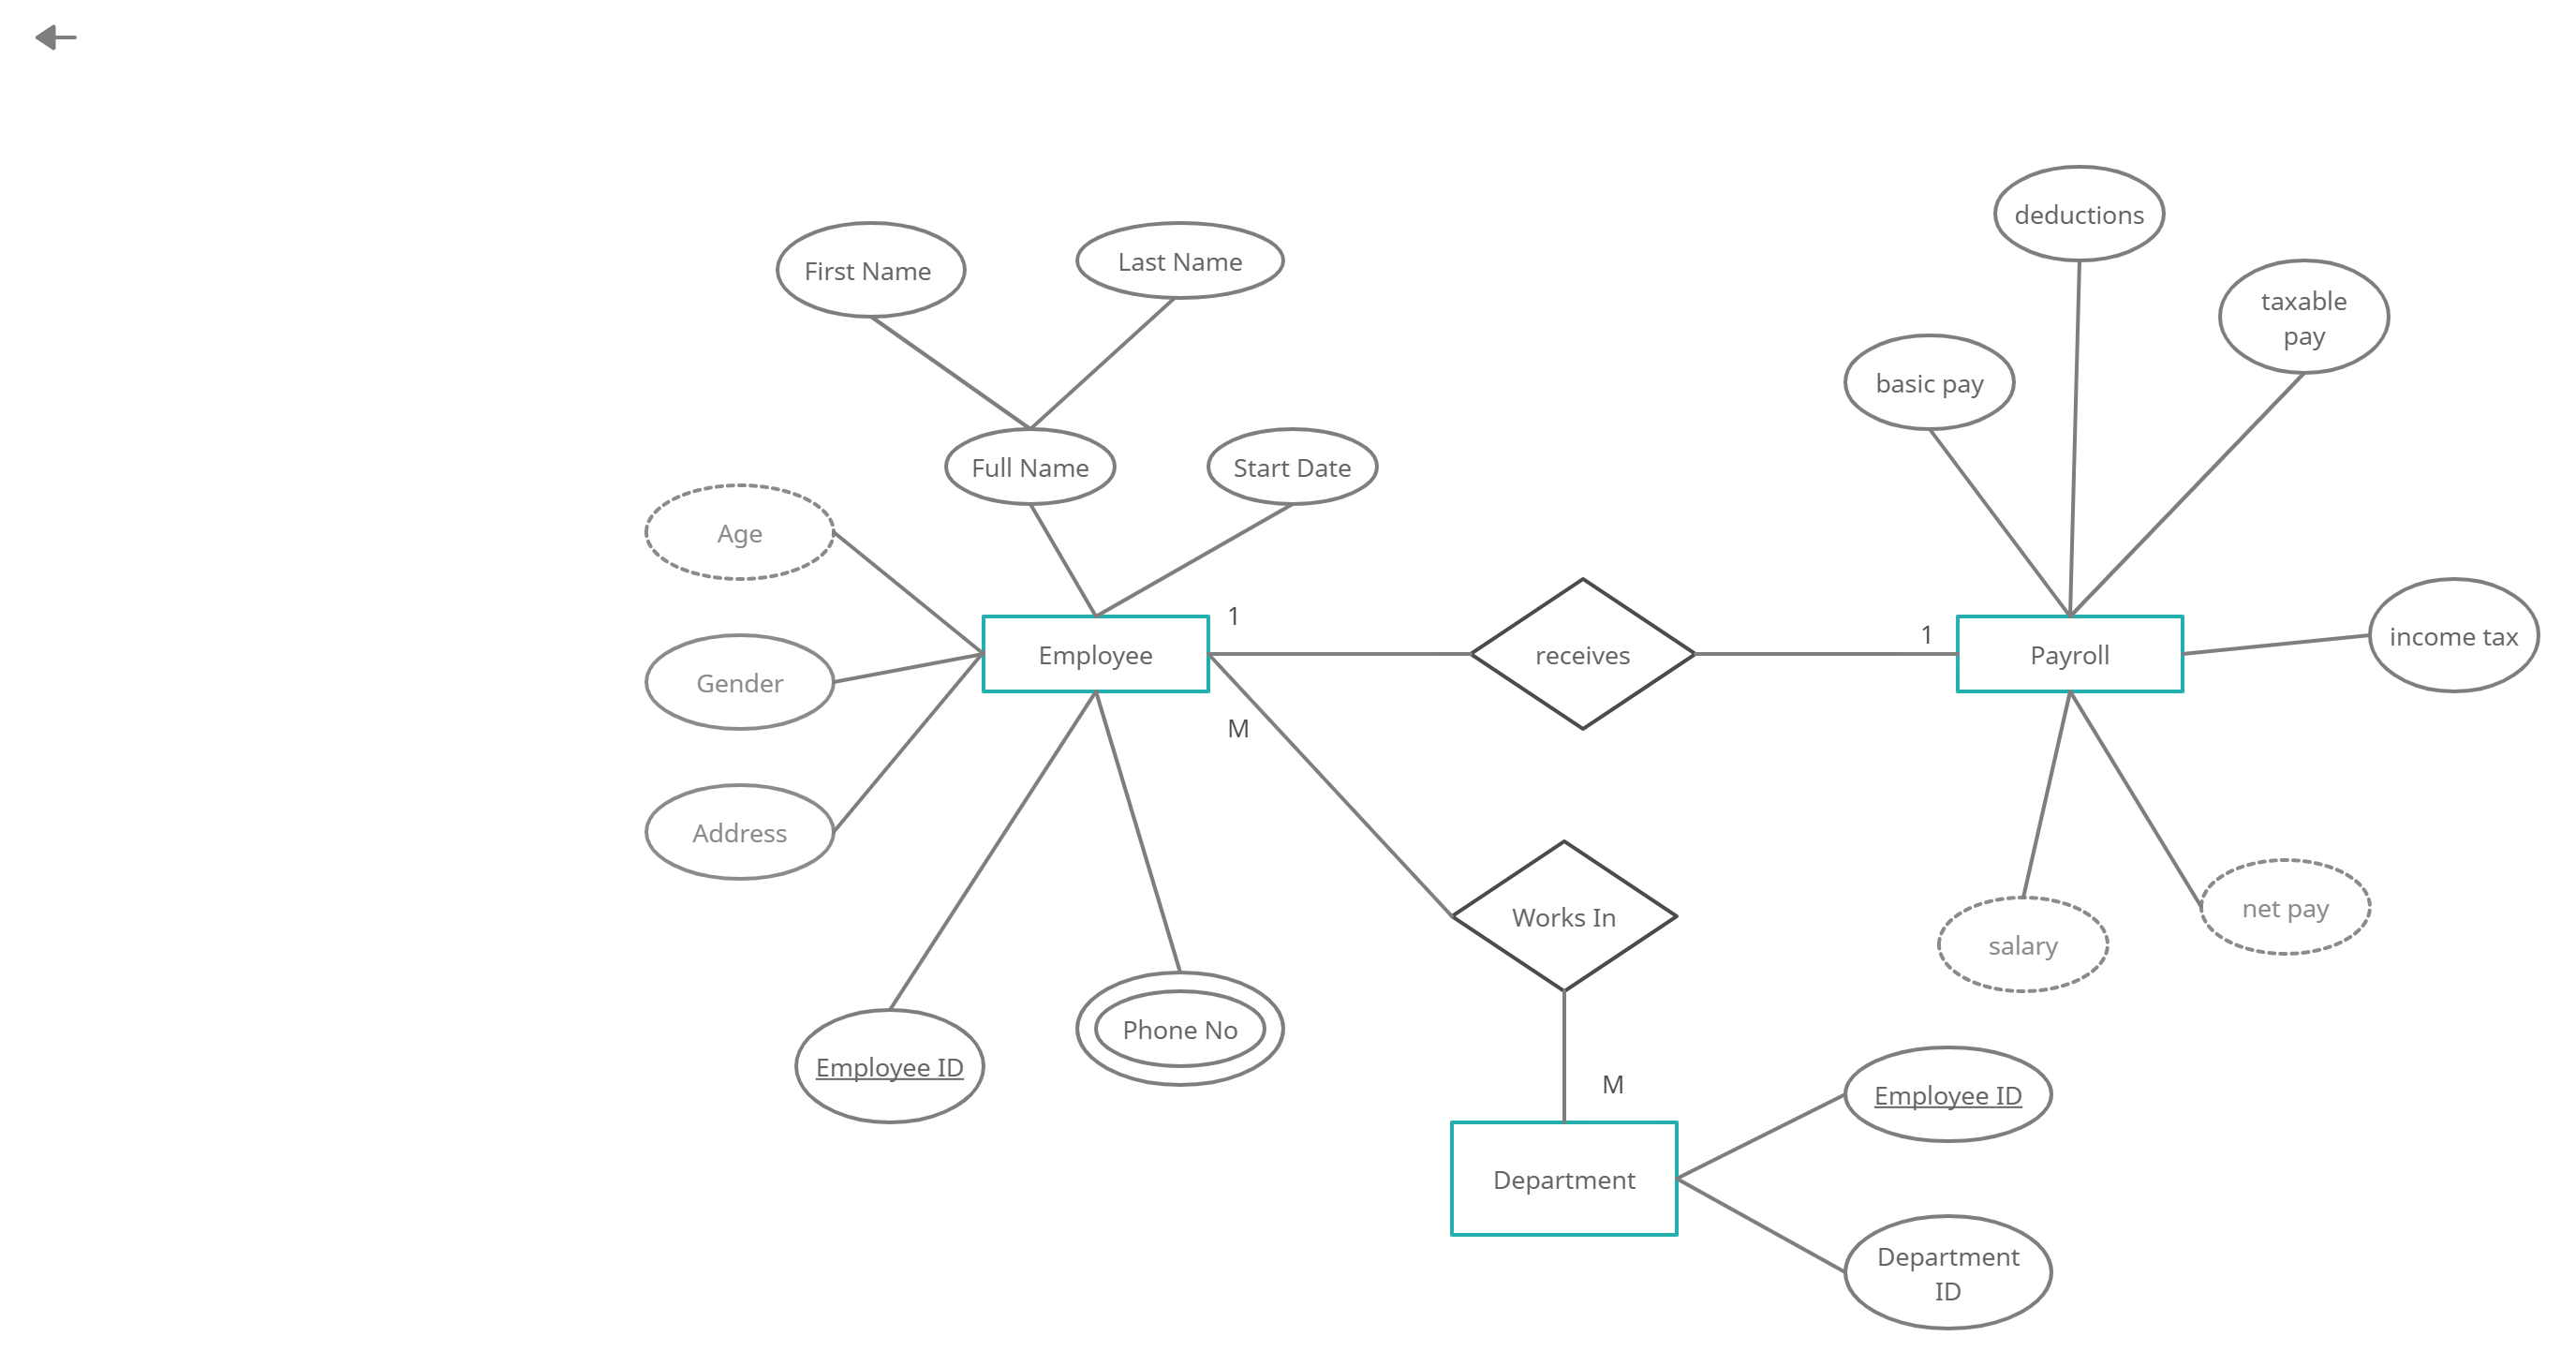 deductions
First Name
Last Name
taxable
pay
basic pay
Full Name
Start Date
Age
1
1
income tax
Employee
receives
Payroll
Gender
M
Address
Works In
net pay
salary
Phone No
Employee ID
M
Employee ID
Department
Department
ID